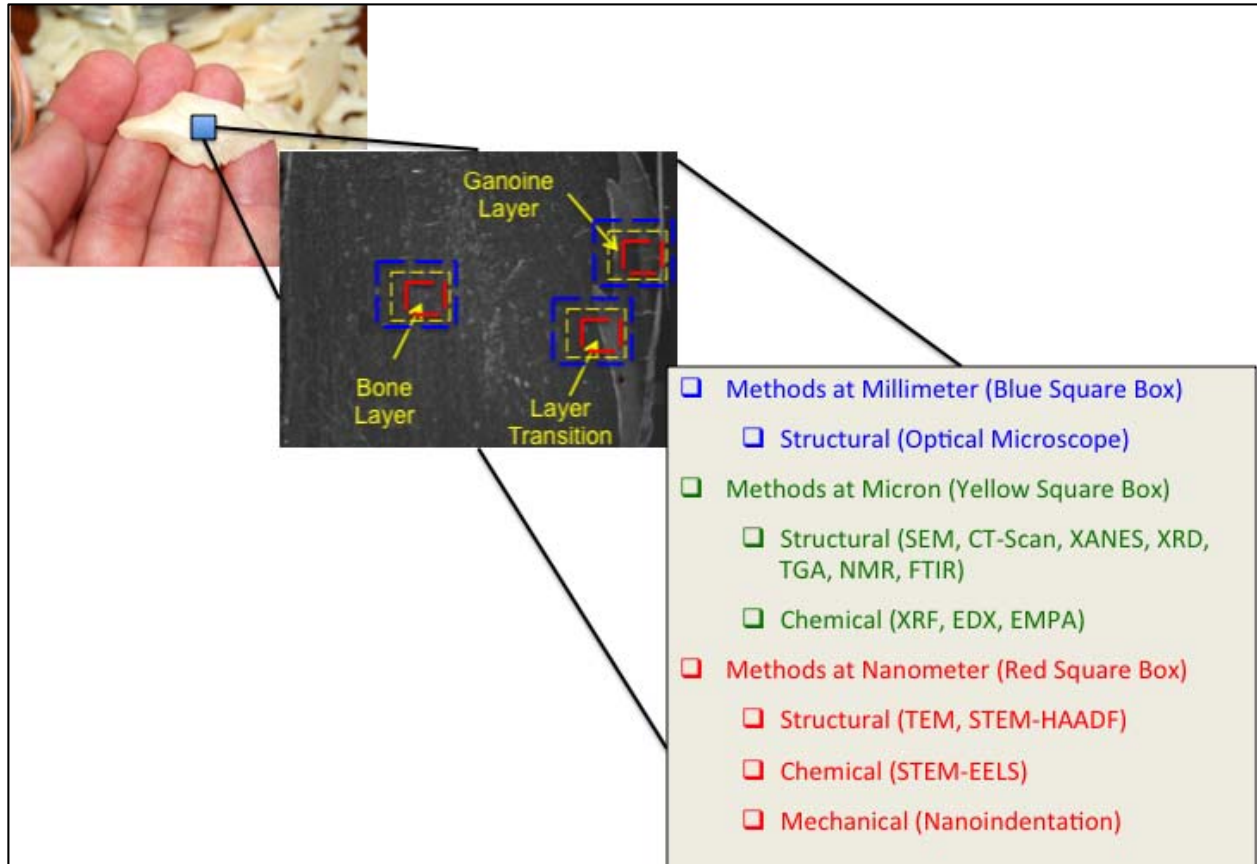 Ganoine
Layer
Bone
Layer
Layer
Transition
❑ Methods at Millimeter (Blue Square Box)
❑ Structural (Optical Microscope)
❑ Methods at Micron (Yellow Square Box)
❑ Structural (SEM, CT-Scan, XANES, XRD,
TGA, NMR, FTIR)
❑ Chemical (XRF, EDX, EMPA)
❑ Methods at Nanometer (Red Square Box)
❑ Structural (TEM, STEM-HAADF)
❑ Chemical (STEM-EELS)
❑ Mechanical (Nanoindentation)